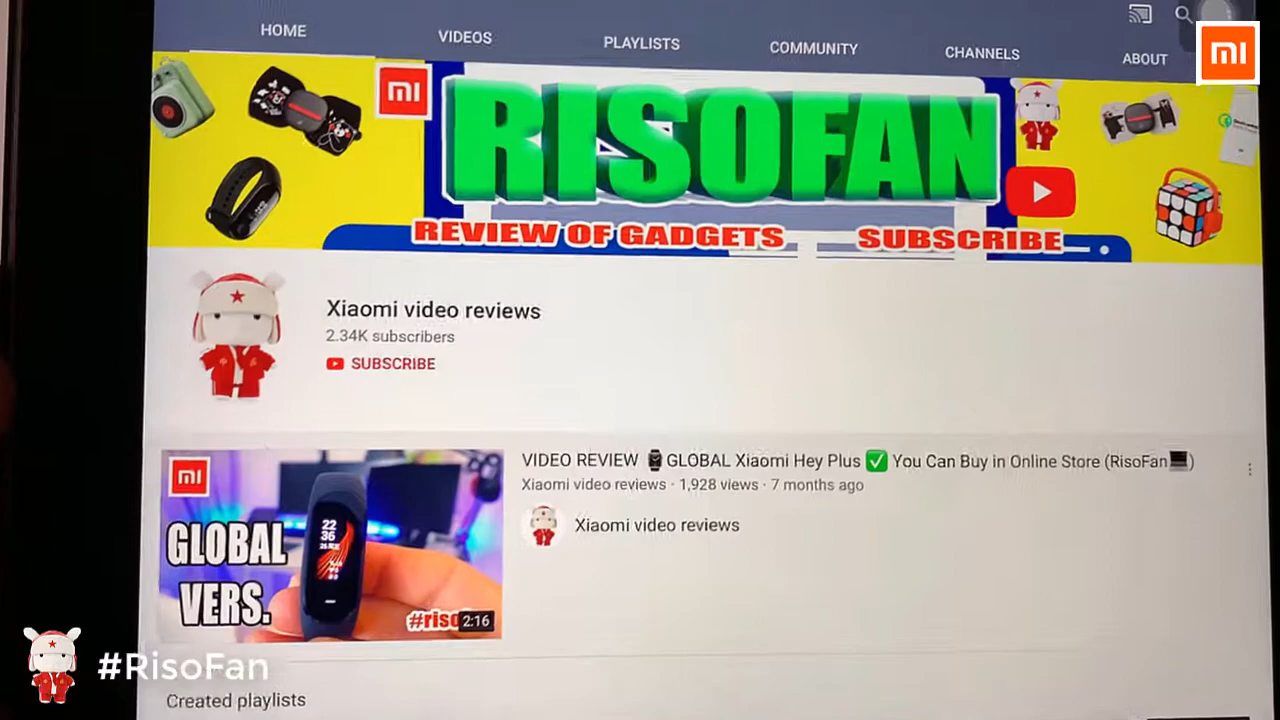 HOME VIDEOS PLAYLISTS COMMUNITY CHANNELS ABOUT
mi
mi
RISOFAN
REVIEW OF GADGETS SUBSCRIBE
Xiaomi video reviews
2.34K subscribers
SUBSCRIBE
mi
GLOBAL
VERS.
22
36
#riso
2:16
VIDEO REVIEW ⌚GLOBAL Xiaomi Hey Plus ✅ You Can Buy in Online Store (RisoFan💻)
Xiaomi video reviews · 1,928 views · 7 months ago
Xiaomi video reviews
#RisoFan
Created playlists